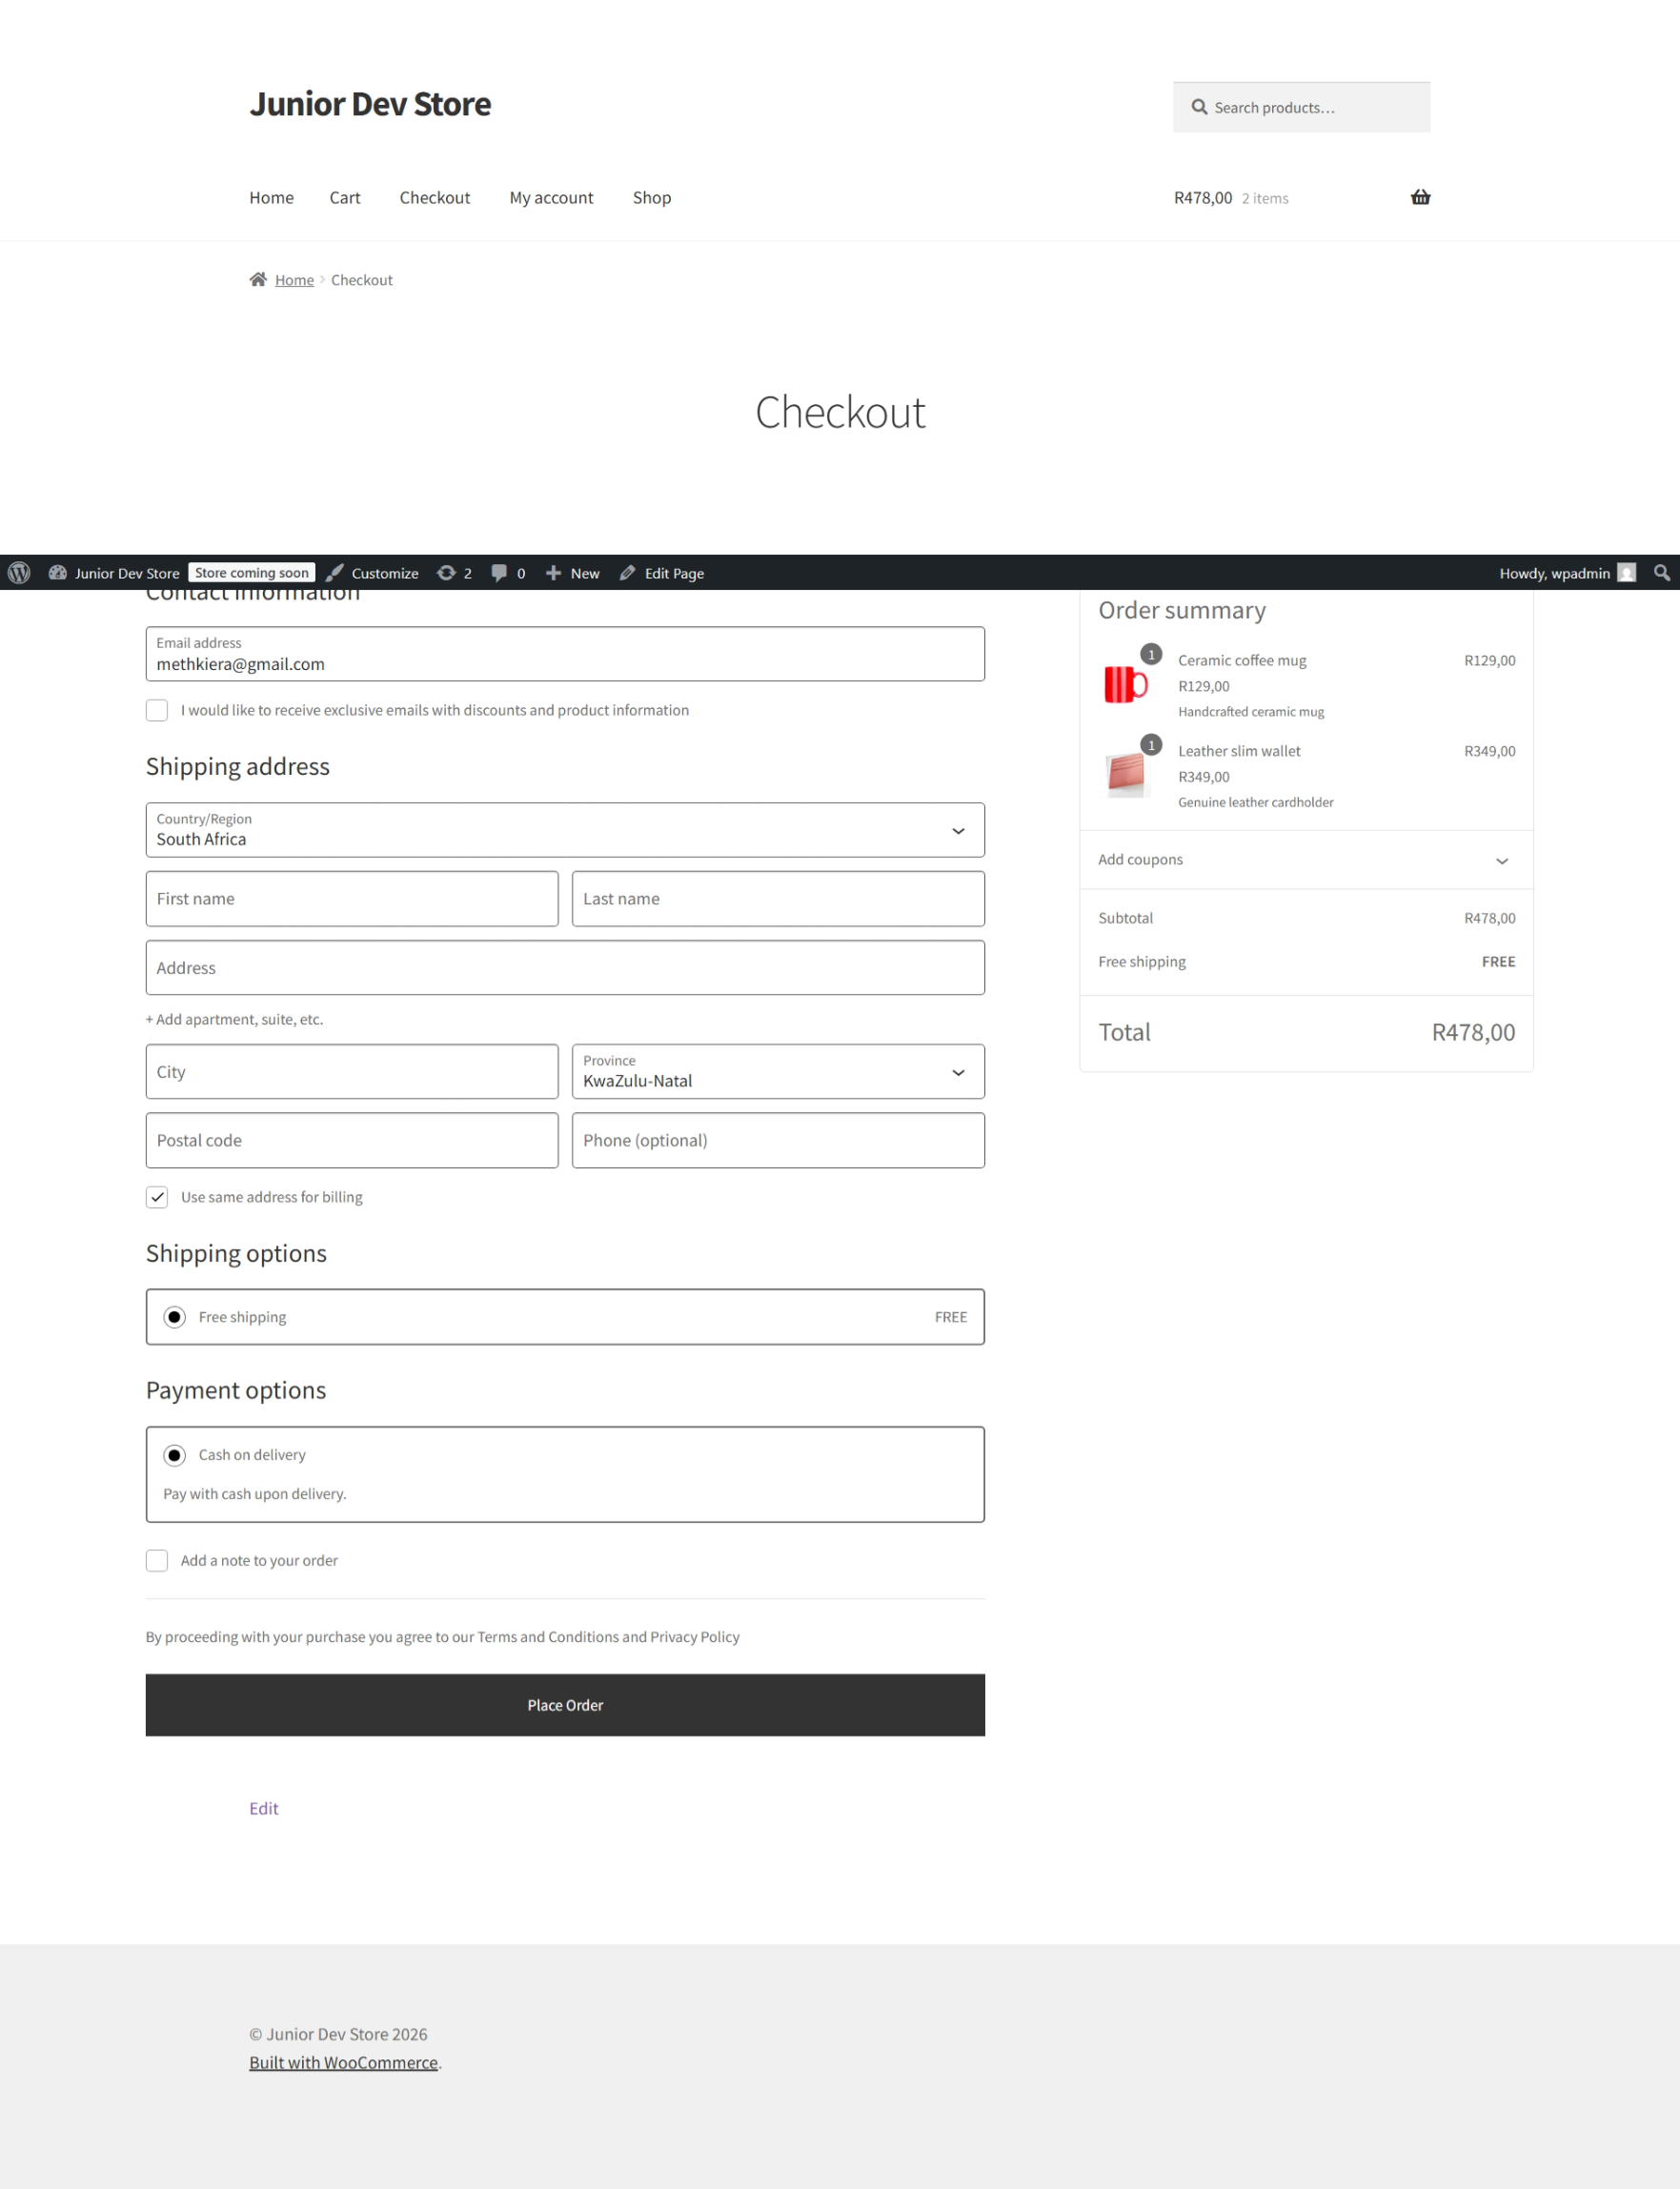 Junior Dev Store
Search products…
Home Cart Checkout My account Shop
R478,00 2 items
Home Checkout
Checkout
Junior Dev Store Store coming soon Customize 2 0 New Edit Page
Howdy, wpadmin
Contact information
Email address
methkiera@gmail.com
I would like to receive exclusive emails with discounts and product information
Shipping address
Country/Region
South Africa
First name
Last name
Address
+ Add apartment, suite, etc.
City
Province
KwaZulu-Natal
Postal code
Phone (optional)
Use same address for billing
Shipping options
Free shipping FREE
Payment options
Cash on delivery
Pay with cash upon delivery.
Add a note to your order
By proceeding with your purchase you agree to our Terms and Conditions and Privacy Policy
Place Order
Order summary
1
Ceramic coffee mug R129,00
R129,00
Handcrafted ceramic mug
1
Leather slim wallet R349,00
R349,00
Genuine leather cardholder
Add coupons
Subtotal R478,00
Free shipping FREE
Total R478,00
Edit
© Junior Dev Store 2026
Built with WooCommerce.